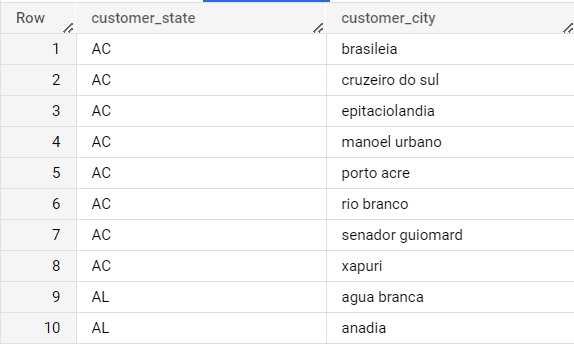 Row customer_state customer_city
1 AC brasileia
2 AC cruzeiro do sul
3 AC epitaciolandia
4 AC manoel urbano
5 AC porto acre
6 AC rio branco
7 AC senador guiomard
8 AC xapuri
9 AL agua branca
10 AL anadia